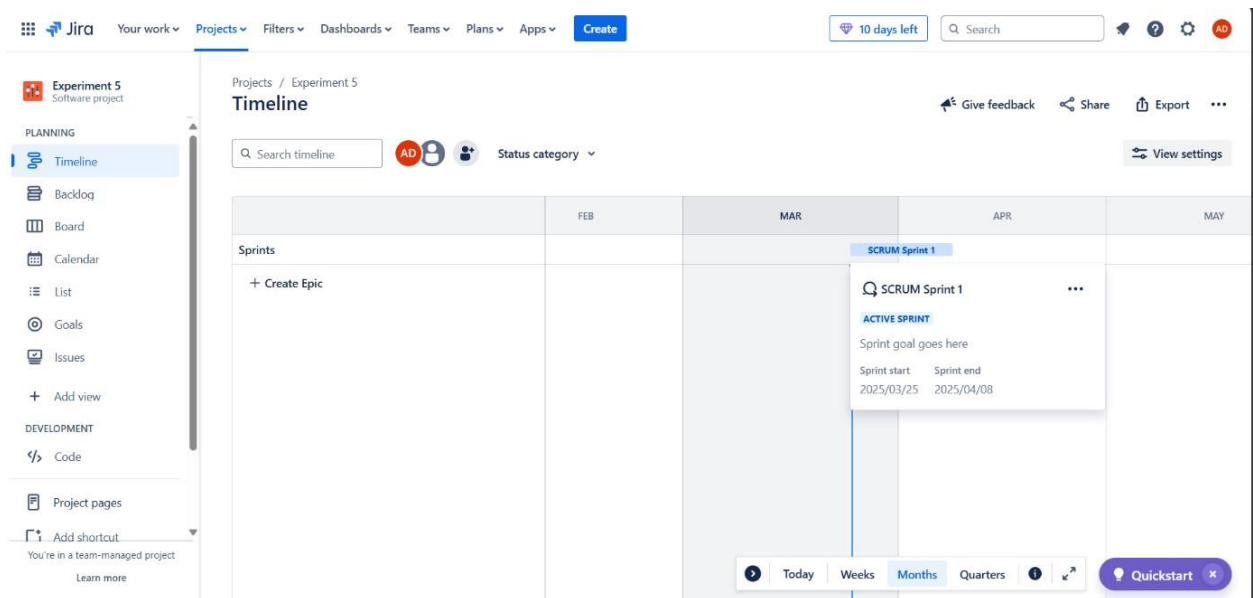 Jira Your work Projects Filters Dashboards Teams Plans Apps Create 10 days left Search AD
Experiment 5
Software project
PLANNING
Timeline
Backlog
Board
Calendar
List
Goals
Issues
+ Add view
DEVELOPMENT
</> Code
Project pages
Add shortcut
You're in a team-managed project
Learn more
Projects / Experiment 5
Timeline
Give feedback Share Export
Search timeline AD Status category View settings
FEB MAR APR MAY
Sprints SCRUM Sprint 1
+ Create Epic
SCRUM Sprint 1
ACTIVE SPRINT
Sprint goal goes here
Sprint start Sprint end
2025/03/25 2025/04/08
Today Weeks Months Quarters Quickstart